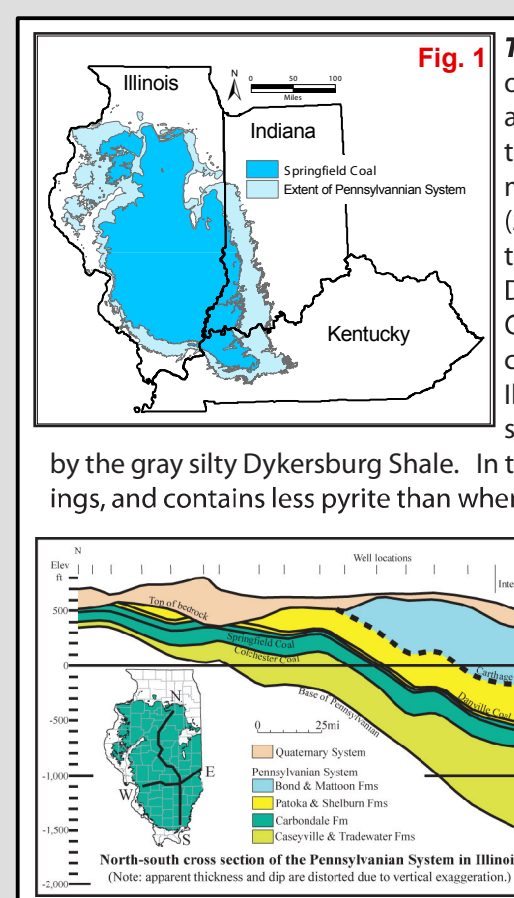 Fig. 1
Illinois
N
0 50 100
Miles
Indiana
Springfield Coal
Extent of Pennsylvannian System
Kentucky
by the gray silty Dykersburg Shale. In t
ings, and contains less pyrite than wher
N
Elev
ft
Well locations
Inte
500
0
-500
-1,000
-1,500
-2,000
Top of bedrock
Springfield Coal
Colchester Coal
Base of Pennsylvanian
Carthage
Danville Coal
N
E
W
S
0 25mi
Quaternary System
Pennsylvanian System
Bond & Mattoon Fms
Patoka & Shelburn Fms
Carbondale Fm
Caseyville & Tradewater Fms
North-south cross section of the Pennsylvanian System in Illinoi
(Note: apparent thickness and dip are distorted due to vertical exaggeration.)